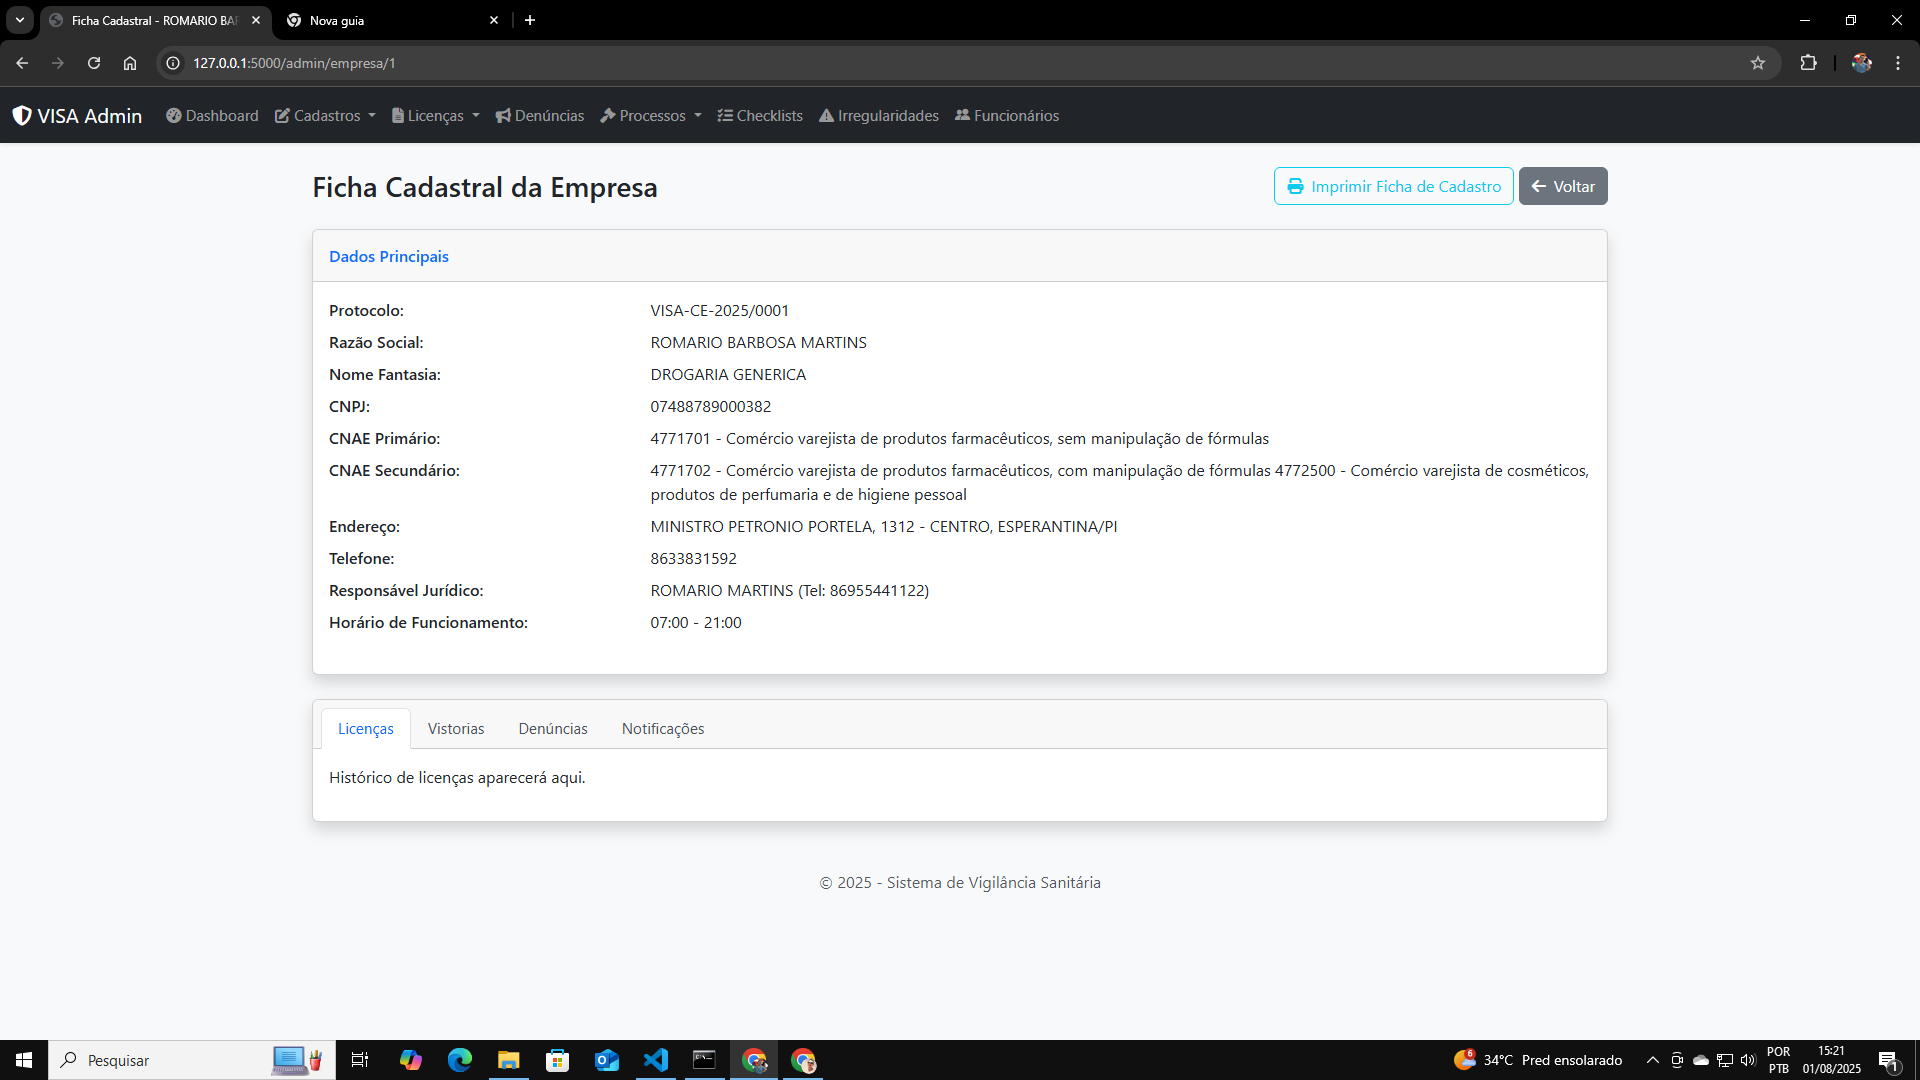 Ficha Cadastral - ROMARIO BA
Nova guia
127.0.0.1:5000/admin/empresa/1
VISA Admin Dashboard Cadastros Licenças Denúncias Processos Checklists Irregularidades Funcionários
Ficha Cadastral da Empresa
Imprimir Ficha de Cadastro
Voltar
Dados Principais
Protocolo: VISA-CE-2025/0001
Razão Social: ROMARIO BARBOSA MARTINS
Nome Fantasia: DROGARIA GENERICA
CNPJ: 07488789000382
CNAE Primário: 4771701 - Comércio varejista de produtos farmacêuticos, sem manipulação de fórmulas
CNAE Secundário: 4771702 - Comércio varejista de produtos farmacêuticos, com manipulação de fórmulas 4772500 - Comércio varejista de cosméticos,
produtos de perfumaria e de higiene pessoal
Endereço: MINISTRO PETRONIO PORTELA, 1312 - CENTRO, ESPERANTINA/PI
Telefone: 8633831592
Responsável Jurídico: ROMARIO MARTINS (Tel: 86955441122)
Horário de Funcionamento: 07:00 - 21:00
Licenças Vistorias Denúncias Notificações
Histórico de licenças aparecerá aqui.
© 2025 - Sistema de Vigilância Sanitária
Pesquisar
6
34°C Pred ensolarado
POR
PTB
15:21
01/08/2025
1